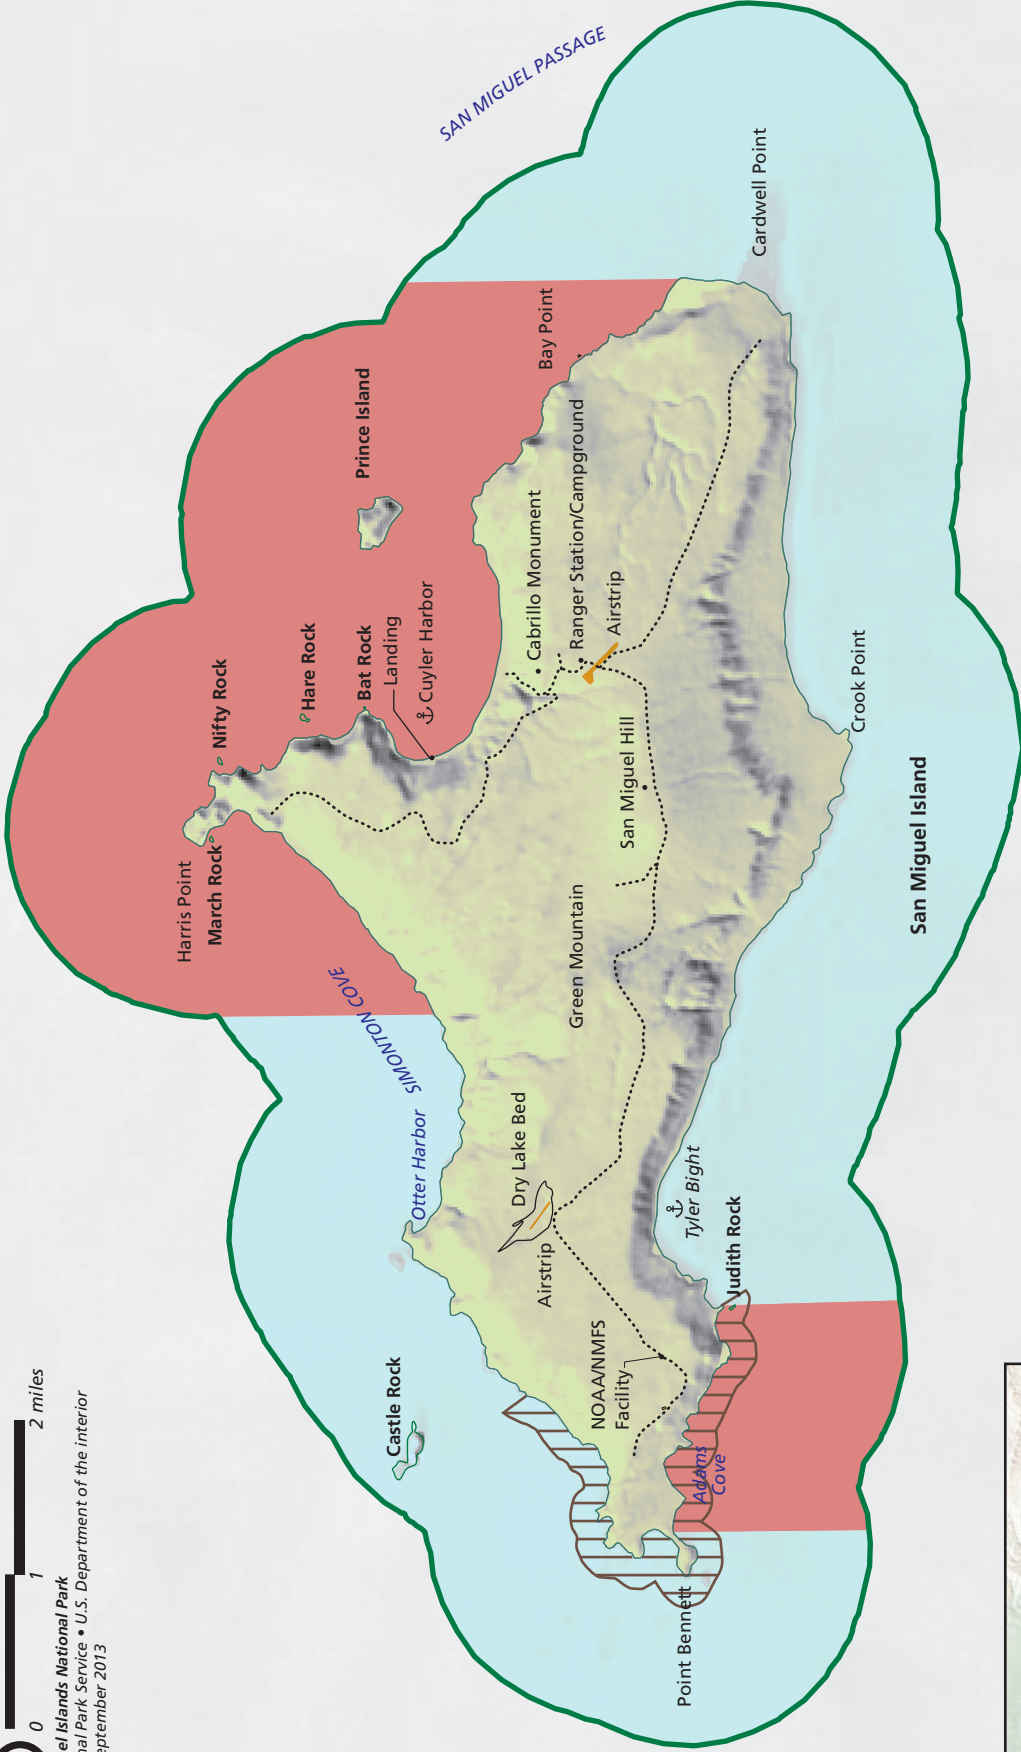 SAN MIGUEL PASSAGE
Cardwell Point
Bay Point
Prince Island
Ranger Station/Campground
Cabrillo Monument
Airstrip
Cuyler Harbor
Landing
Bat Rock
Hare Rock
Nifty Rock
Harris Point
March Rock
Crook Point
San Miguel Hill
San Miguel Island
Green Mountain
SIMONTON COVE
Otter Harbor
Dry Lake Bed
Airstrip
Tyler Bight
Judith Rock
NOAA/NMFS
Facility
Castle Rock
Adams
Cove
Point Bennett
0 1 2 miles
el Islands National Park
nal Park Service • U.S. Department of the interior
eptember 2013